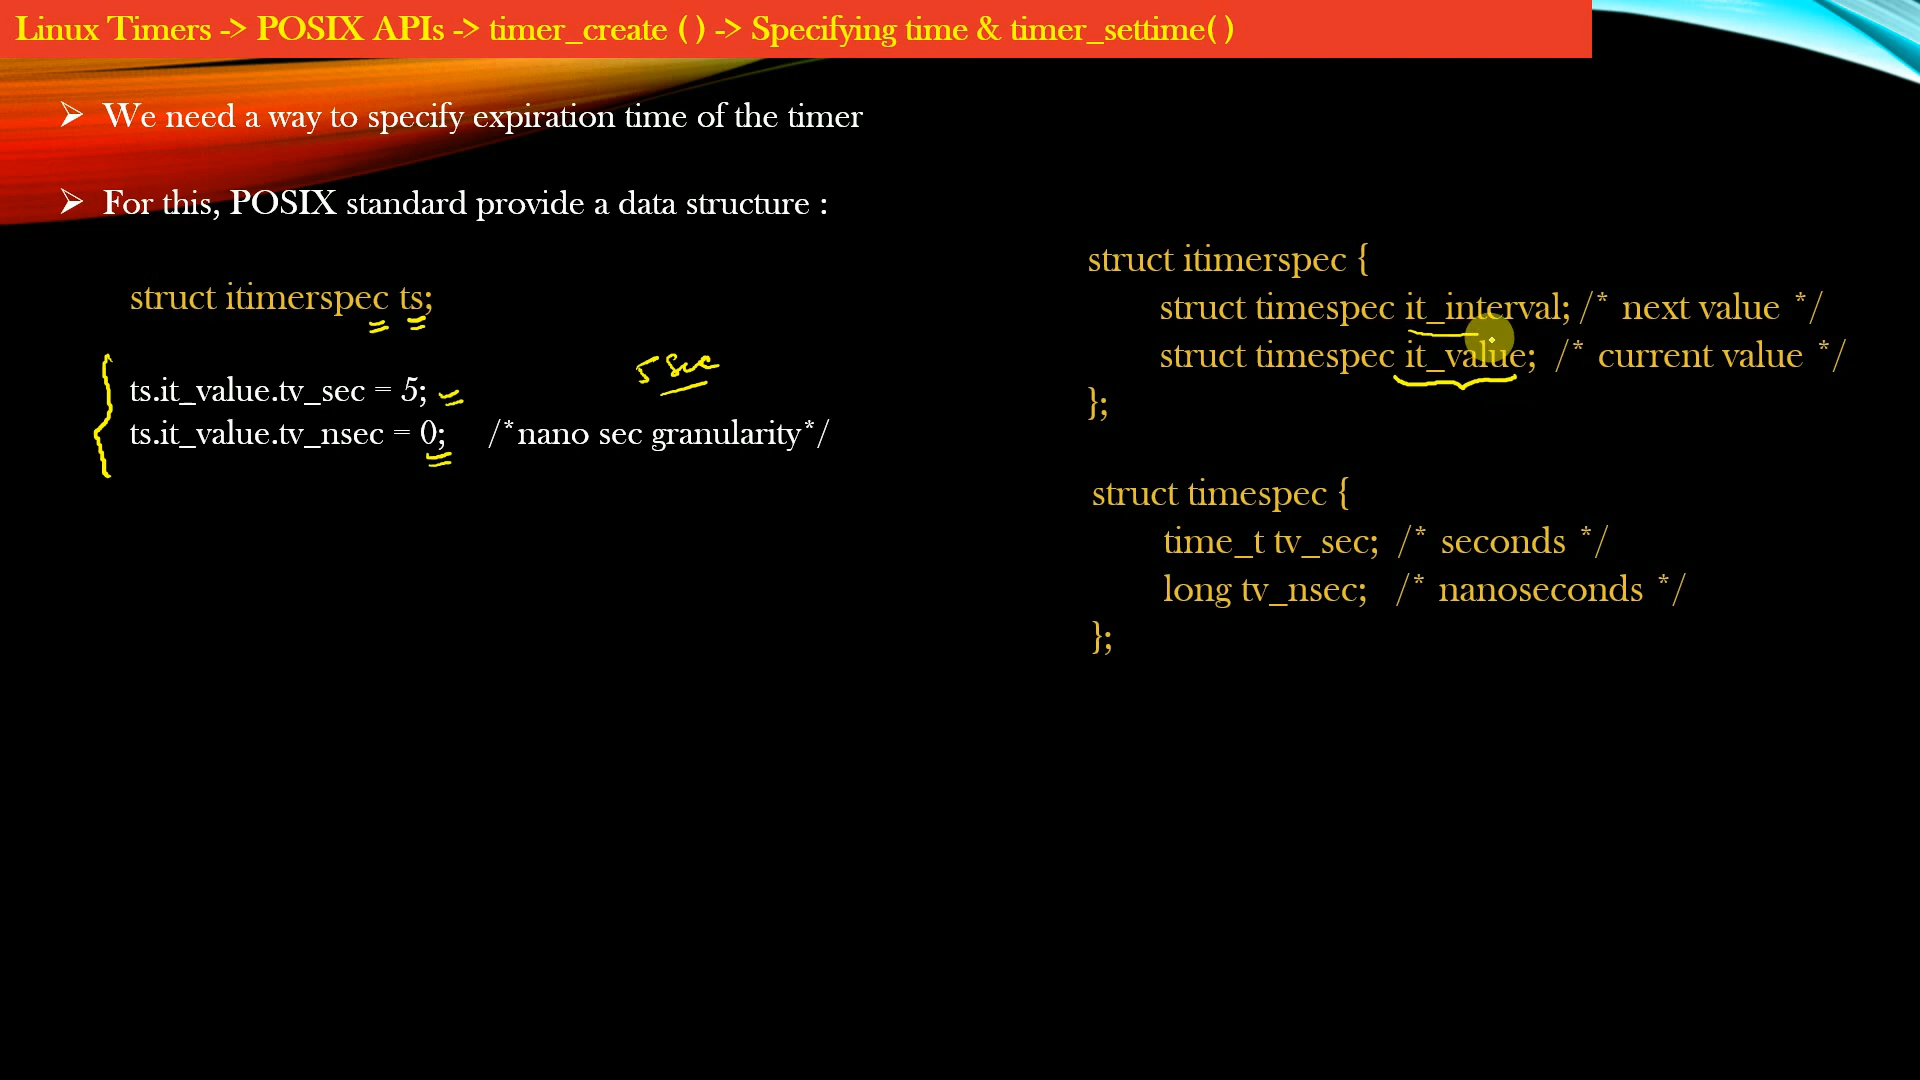 Linux Timers -> POSIX APIs -> timer_create ( ) -> Specifying time & timer_settime( )
We need a way to specify expiration time of the timer
For this, POSIX standard provide a data structure :
struct itimerspec ts;
5 sec
ts.it_value.tv_sec = 5;
ts.it_value.tv_nsec = 0; /*nano sec granularity*/
struct itimerspec {
struct timespec it_interval; /* next value */
struct timespec it_value; /* current value */
};
struct timespec {
time_t tv_sec; /* seconds */
long tv_nsec; /* nanoseconds */
};